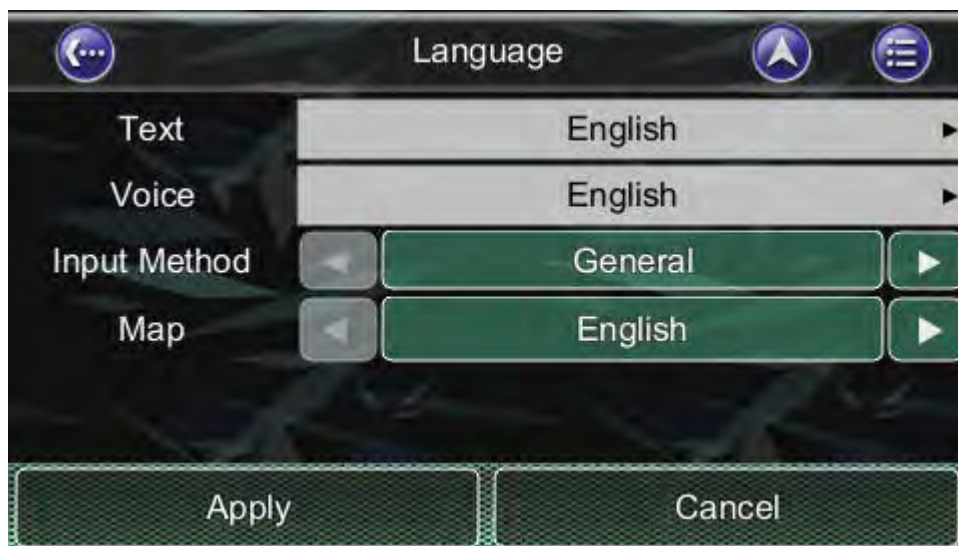 Language
Text English
Voice English
Input Method General
Map English
Apply Cancel